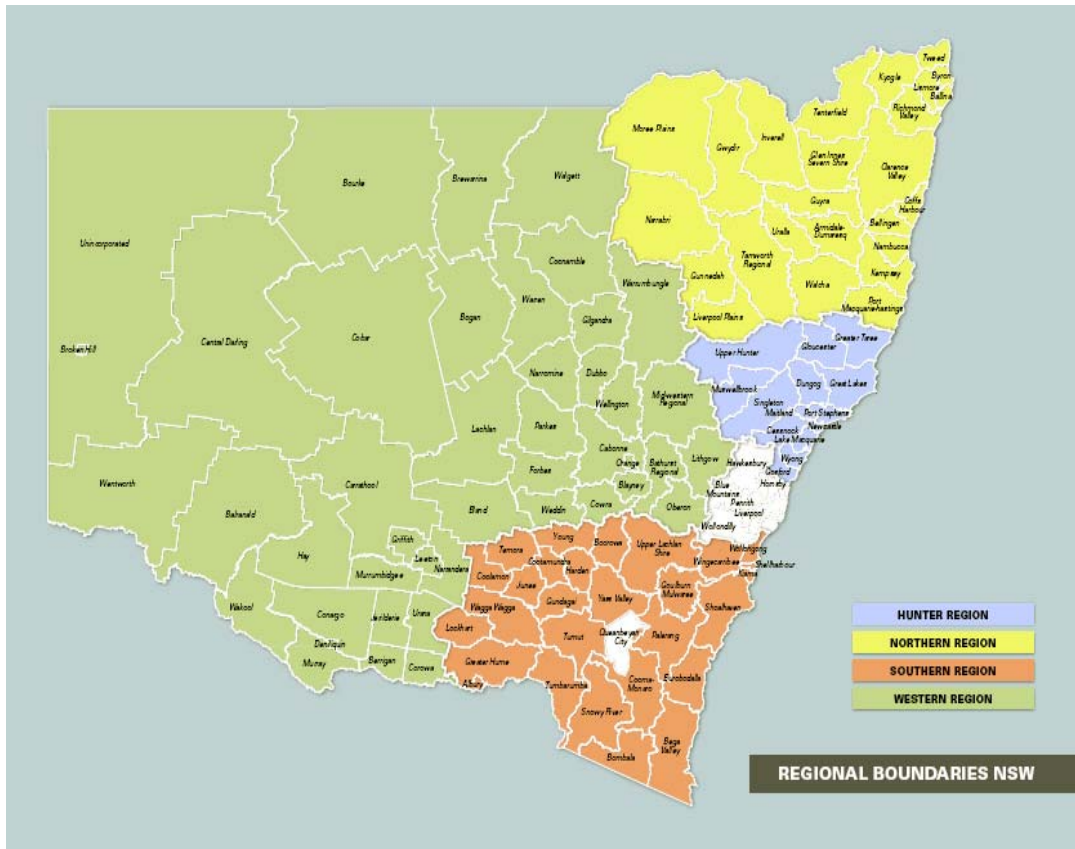 Tweed
Kyogle
Byron
Lismore
Ballina
Richmond
Valley
Tenterfield
Moree Plains
Gwydir
Inverell
Glen Innes
Severn Shire
Clarence
Valley
Guyra
Coffs
Harbour
Bellingen
Narrabri
Uralla
Armidale-
Dumaresq
Nambucca
Tamworth
Regional
Gunnedah
Walcha
Kempsey
Port
Macquarie-Hastings
Liverpool Plains
Bourke
Brewarrina
Walgett
Unincorporated
Coonamble
Warrumbungle
Warren
Bogan
Gilgandra
Cobar
Central Darling
Broken Hill
Narromine
Dubbo
Wellington
Midwestern
Regional
Lachlan
Parkes
Cabonne
Orange
Bathurst
Regional
Lithgow
Forbes
Blayney
Oberon
Cowra
Weddin
Bland
Wentworth
Balranald
Carrathool
Hay
Griffith
Leeton
Narrandera
Murrumbidgee
Wakool
Conargo
Jerilderie
Urana
Deniliquin
Murray
Berrigan
Corowa
Upper Hunter
Gloucester
Greater Taree
Muswellbrook
Dungog
Great Lakes
Singleton
Maitland
Port Stephens
Newcastle
Cessnock
Lake Macquarie
Wyong
Gosford
Hawkesbury
Hornsby
Blue
Mountains
Penrith
Liverpool
Wollondilly
Wollongong
Shellharbour
Kiama
Wingecarribee
Upper Lachlan
Shire
Boorowa
Young
Temora
Cootamundra
Harden
Coolamon
Junee
Goulburn
Mulwaree
Shoalhaven
Yass Valley
Gundagai
Wagga Wagga
Lockhart
Tumut
Queanbeyan
City
Palerang
Greater Hume
Albury
Tumbarumba
Cooma-
Monaro
Eurobodalla
Snowy River
Bega
Valley
Bombala
HUNTER REGION
NORTHERN REGION
SOUTHERN REGION
WESTERN REGION
REGIONAL BOUNDARIES NSW